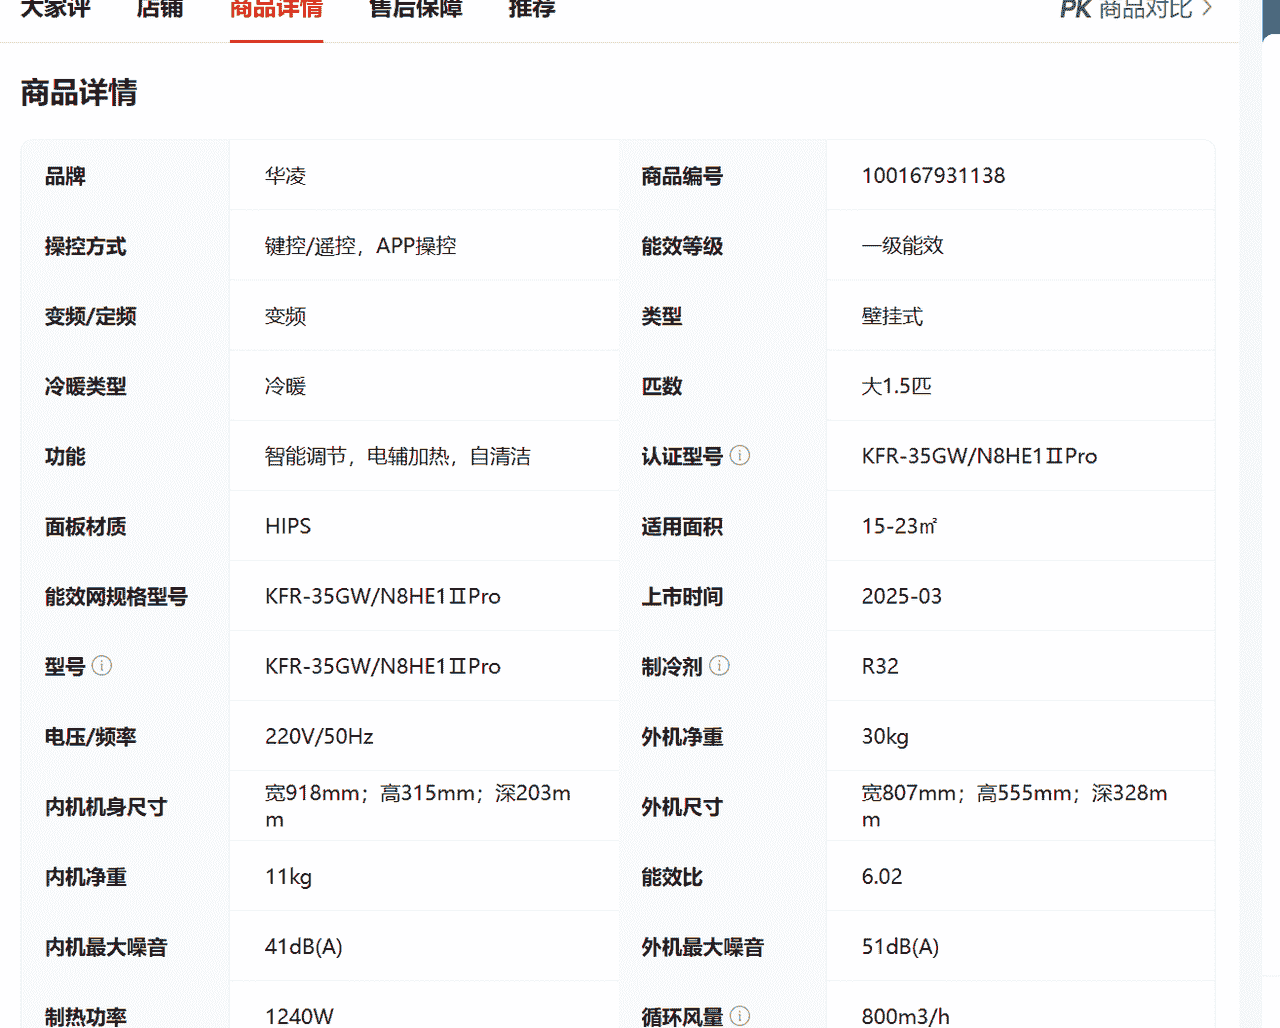 大家评 店铺 商品详情 售后保障 推荐 PK 商品对比
商品详情
品牌 华凌 商品编号 100167931138
操控方式 键控/遥控，APP操控 能效等级 一级能效
变频/定频 变频 类型 壁挂式
冷暖类型 冷暖 匹数 大1.5匹
功能 智能调节，电辅加热，自清洁 认证型号 KFR-35GW/N8HE1ⅡPro
面板材质 HIPS 适用面积 15-23㎡
能效网规格型号 KFR-35GW/N8HE1ⅡPro 上市时间 2025-03
型号 KFR-35GW/N8HE1ⅡPro 制冷剂 R32
电压/频率 220V/50Hz 外机净重 30kg
内机机身尺寸 宽918mm；高315mm；深203m
m
外机尺寸 宽807mm；高555mm；深328m
m
内机净重 11kg 能效比 6.02
内机最大噪音 41dB(A) 外机最大噪音 51dB(A)
制热功率 1240W 循环风量 800m3/h